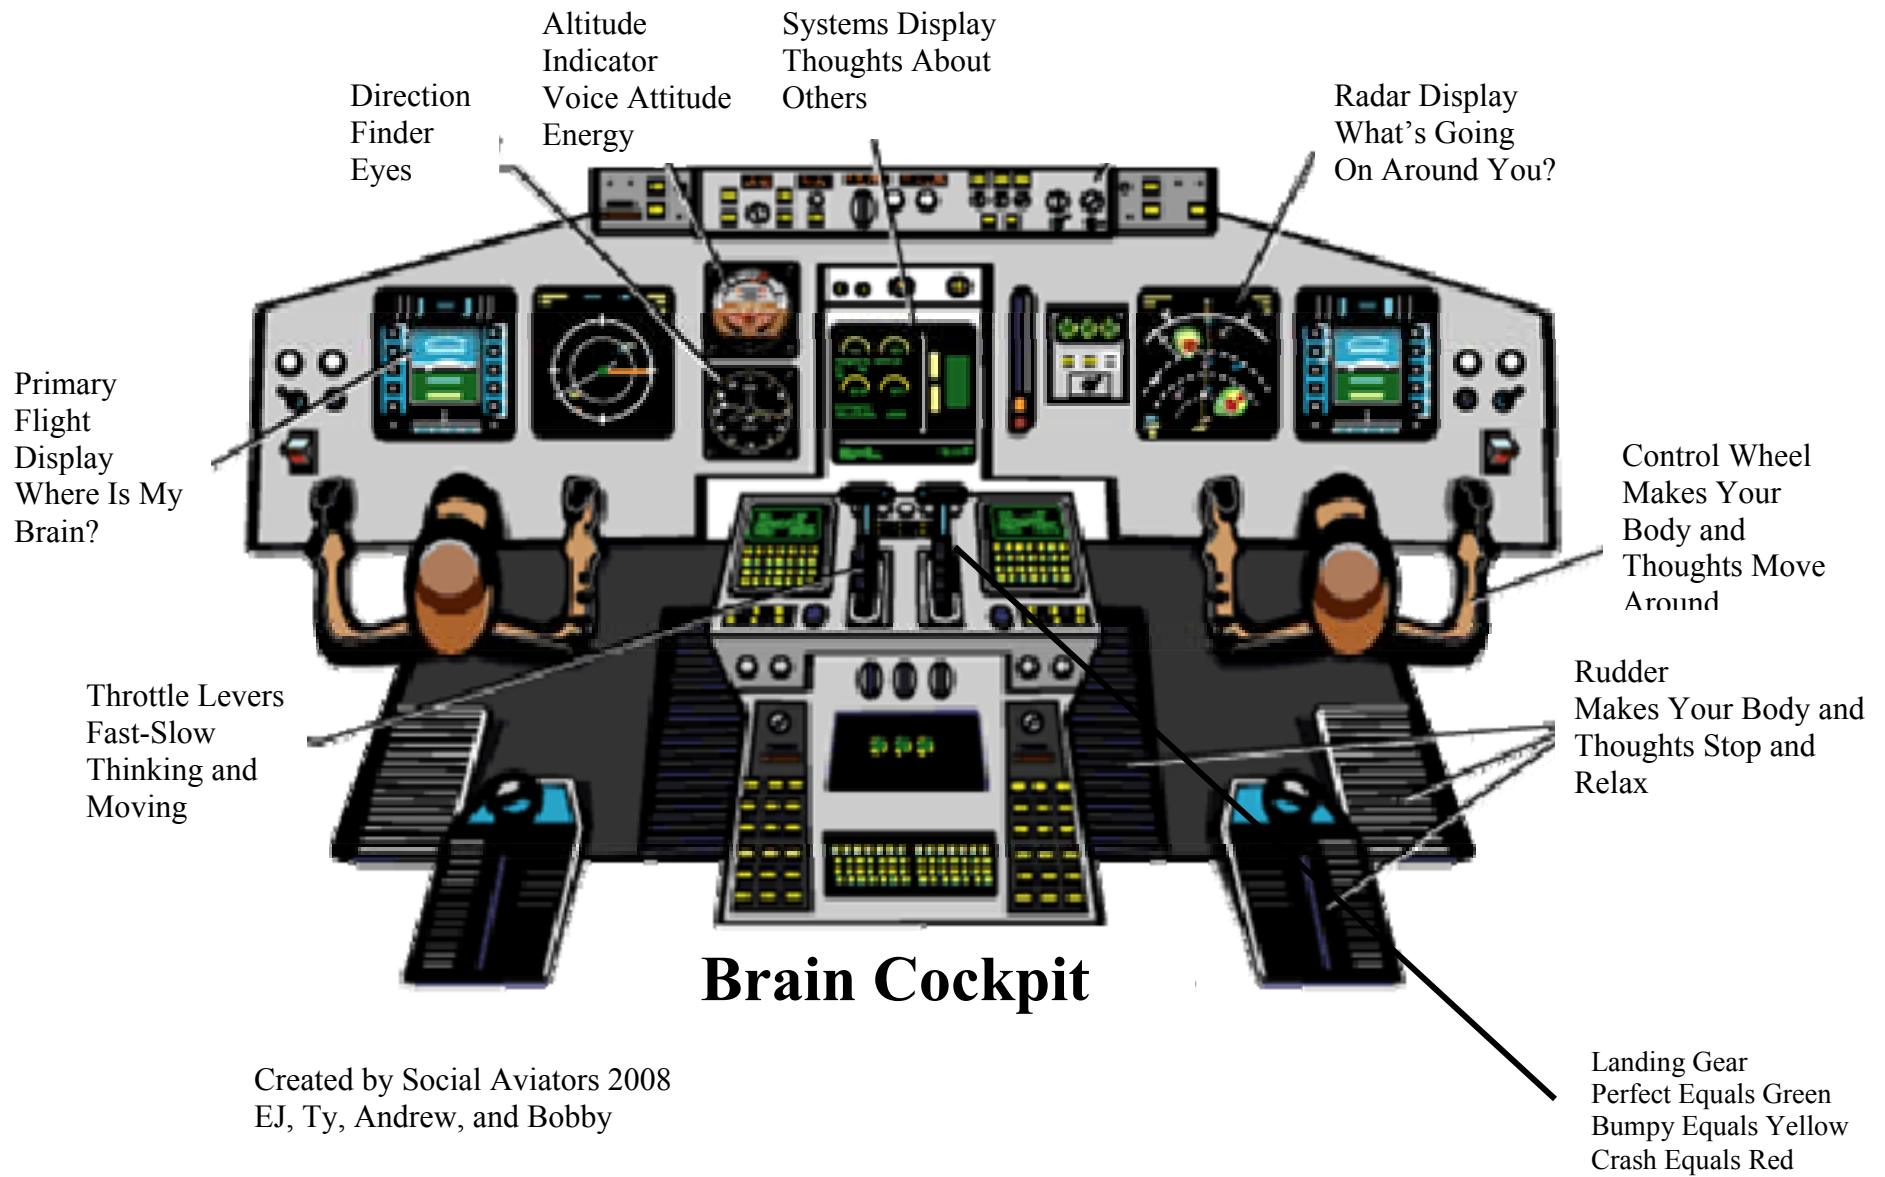 Altitude
Indicator
Voice Attitude
Energy
Systems Display
Thoughts About
Others
Direction
Finder
Eyes
Radar Display
What's Going
On Around You?
Primary
Flight
Display
Where Is My
Brain?
Control Wheel
Makes Your
Body and
Thoughts Move
Around
Throttle Levers
Fast-Slow
Thinking and
Moving
Rudder
Makes Your Body and
Thoughts Stop and
Relax
Brain Cockpit
Created by Social Aviators 2008
EJ, Ty, Andrew, and Bobby
Landing Gear
Perfect Equals Green
Bumpy Equals Yellow
Crash Equals Red